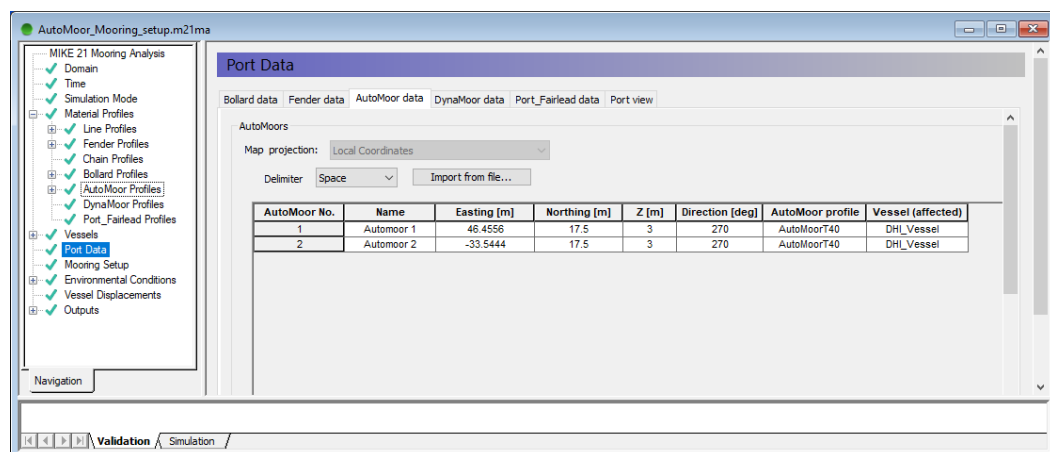 AutoMoor_Mooring_setup.m21ma
MIKE 21 Mooring Analysis
Domain
Time
Simulation Mode
Material Profiles
Line Profiles
Fender Profiles
Chain Profiles
Bollard Profiles
AutoMoor Profiles
DynaMoor Profiles
Port_Fairlead Profiles
Vessels
Port Data
Mooring Setup
Environmental Conditions
Vessel Displacements
Outputs
Navigation
Port Data
Bollard data Fender data AutoMoor data DynaMoor data Port_Fairlead data Port view
AutoMoors
Map projection: Local Coordinates
Delimiter Space Import from file...
AutoMoor No. Name Easting [m] Northing [m] Z [m] Direction [deg] AutoMoor profile Vessel (affected)
1 Automoor 1 46.4556 17.5 3 270 AutoMoorT40 DHI_Vessel
2 Automoor 2 -33.5444 17.5 3 270 AutoMoorT40 DHI_Vessel
Validation Simulation